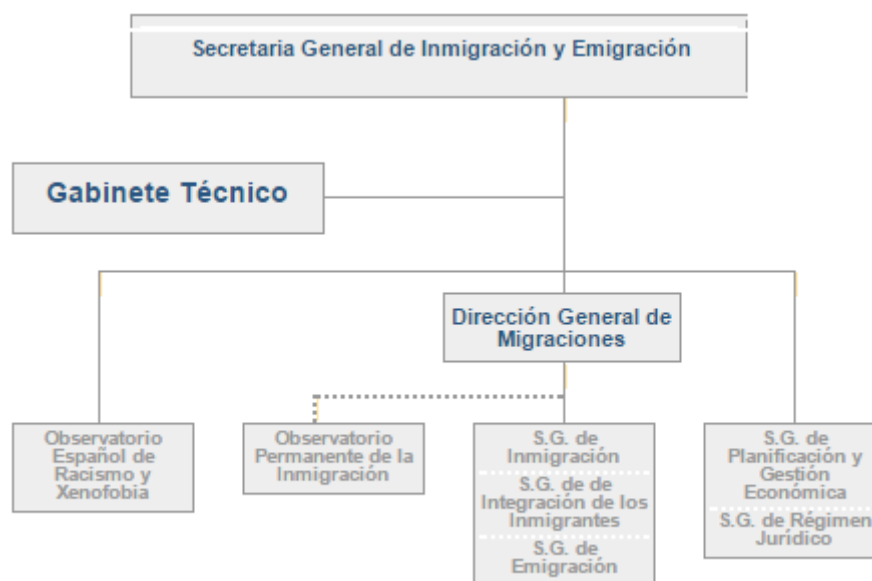 Secretaria General de Inmigración y Emigración
Gabinete Técnico
Dirección General de
Migraciones
Observatorio
Español de
Racismo y
Xenofobia
Observatorio
Permanente de la
Inmigración
S.G. de
Inmigración
S.G. de de
Integración de los
Inmigrantes
S.G. de
Emigración
S.G. de
Planificación y
Gestión
Económica
S.G. de Régimen
Jurídico